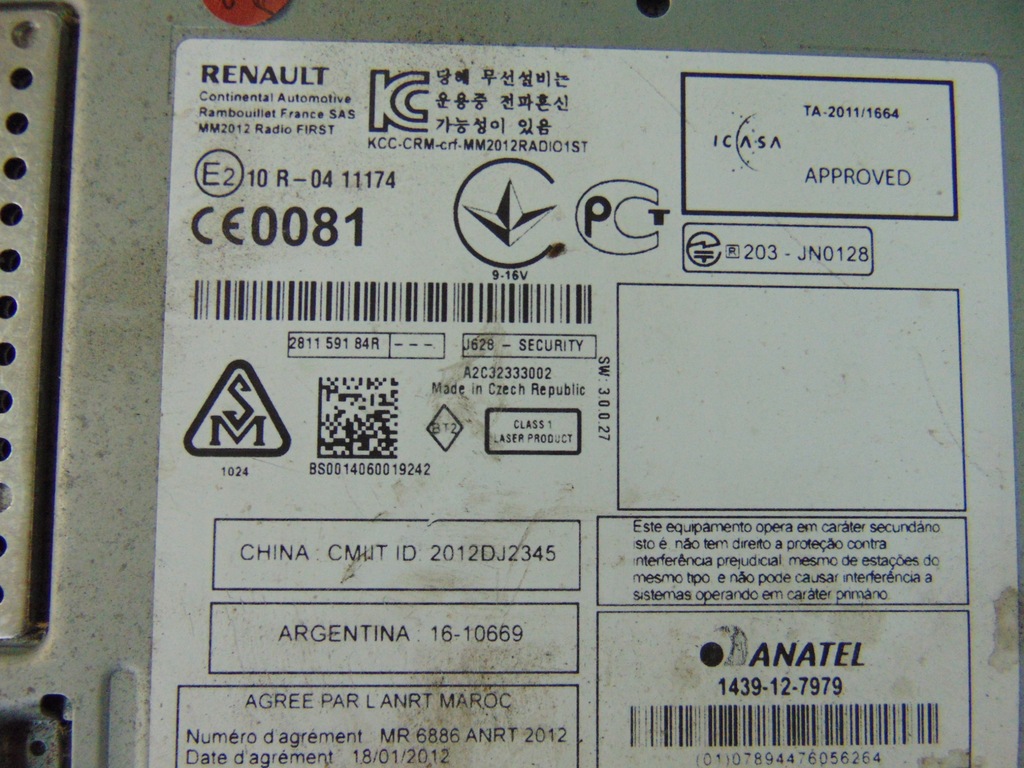 RENAULT
Continental Automotive
Rambouillet France SAS
MM2012 Radio FIRST
당해 무선설비는
운용중 전파혼신
가능성이 있음
KCC-CRM-crf-MM2012RADIO1ST
E2 10 R-04 11174
CE0081
9-16V
PCT
ICASA
TA-2011/1664
APPROVED
R 203 - JN0128
2811 591 84R ---
J628 - SECURITY
A2C32333002
Made in Czech Republic
SW: 3.0.0.27
SM
1024
BS0014060019242
BT2
CLASS 1
LASER PRODUCT
CHINA : CMIIT ID: 2012DJ2345
ARGENTINA : 16-10669
AGREE PAR L'ANRT MAROC
Numéro d'agrément: MR 6886 ANRT 2012
Date d'agrément: 18/01/2012
Este equipamento opera em caráter secundário
isto é, não tem direito a proteção contra
interferência prejudicial, mesmo de estações do
mesmo tipo, e não pode causar interferência a
sistemas operando em caráter primário.
ANATEL
1439-12-7979
(01)07894476056264